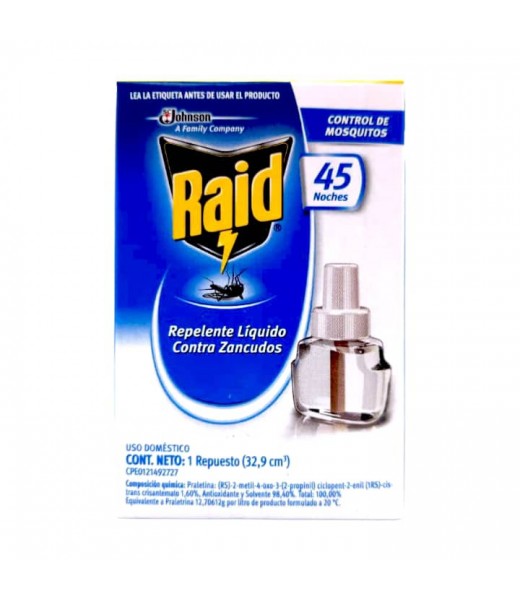 LEA LA ETIQUETA ANTES DE USAR EL PRODUCTO
Johnson
A Family Company
CONTROL DE
MOSQUITOS
Raid®
45
Noches
Repelente Líquido
Contra Zancudos
USO DOMÉSTICO
CONT. NETO: 1 Repuesto (32,9 cm³)
CPE0121492727
Composición química: Praletina: (RS)-2-metil-4-oxo-3-(2-propinil) ciclopent-2-enil (1RS)-cis-
trans crisantemato 1,60%, Antioxidante y Solvente 98,40%. Total: 100,00%
Equivalente a Praletrina 12,70612g por litro de producto formulado a 20 °C.